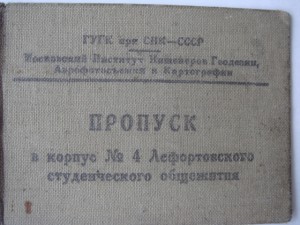 ГУГК при СНК—СССР
Московский Институт Инженеров Геодезии,
Аэрофотосъемки и Картографии
ПРОПУСК
в корпус № 4 Лефортовского
студенческого общежития